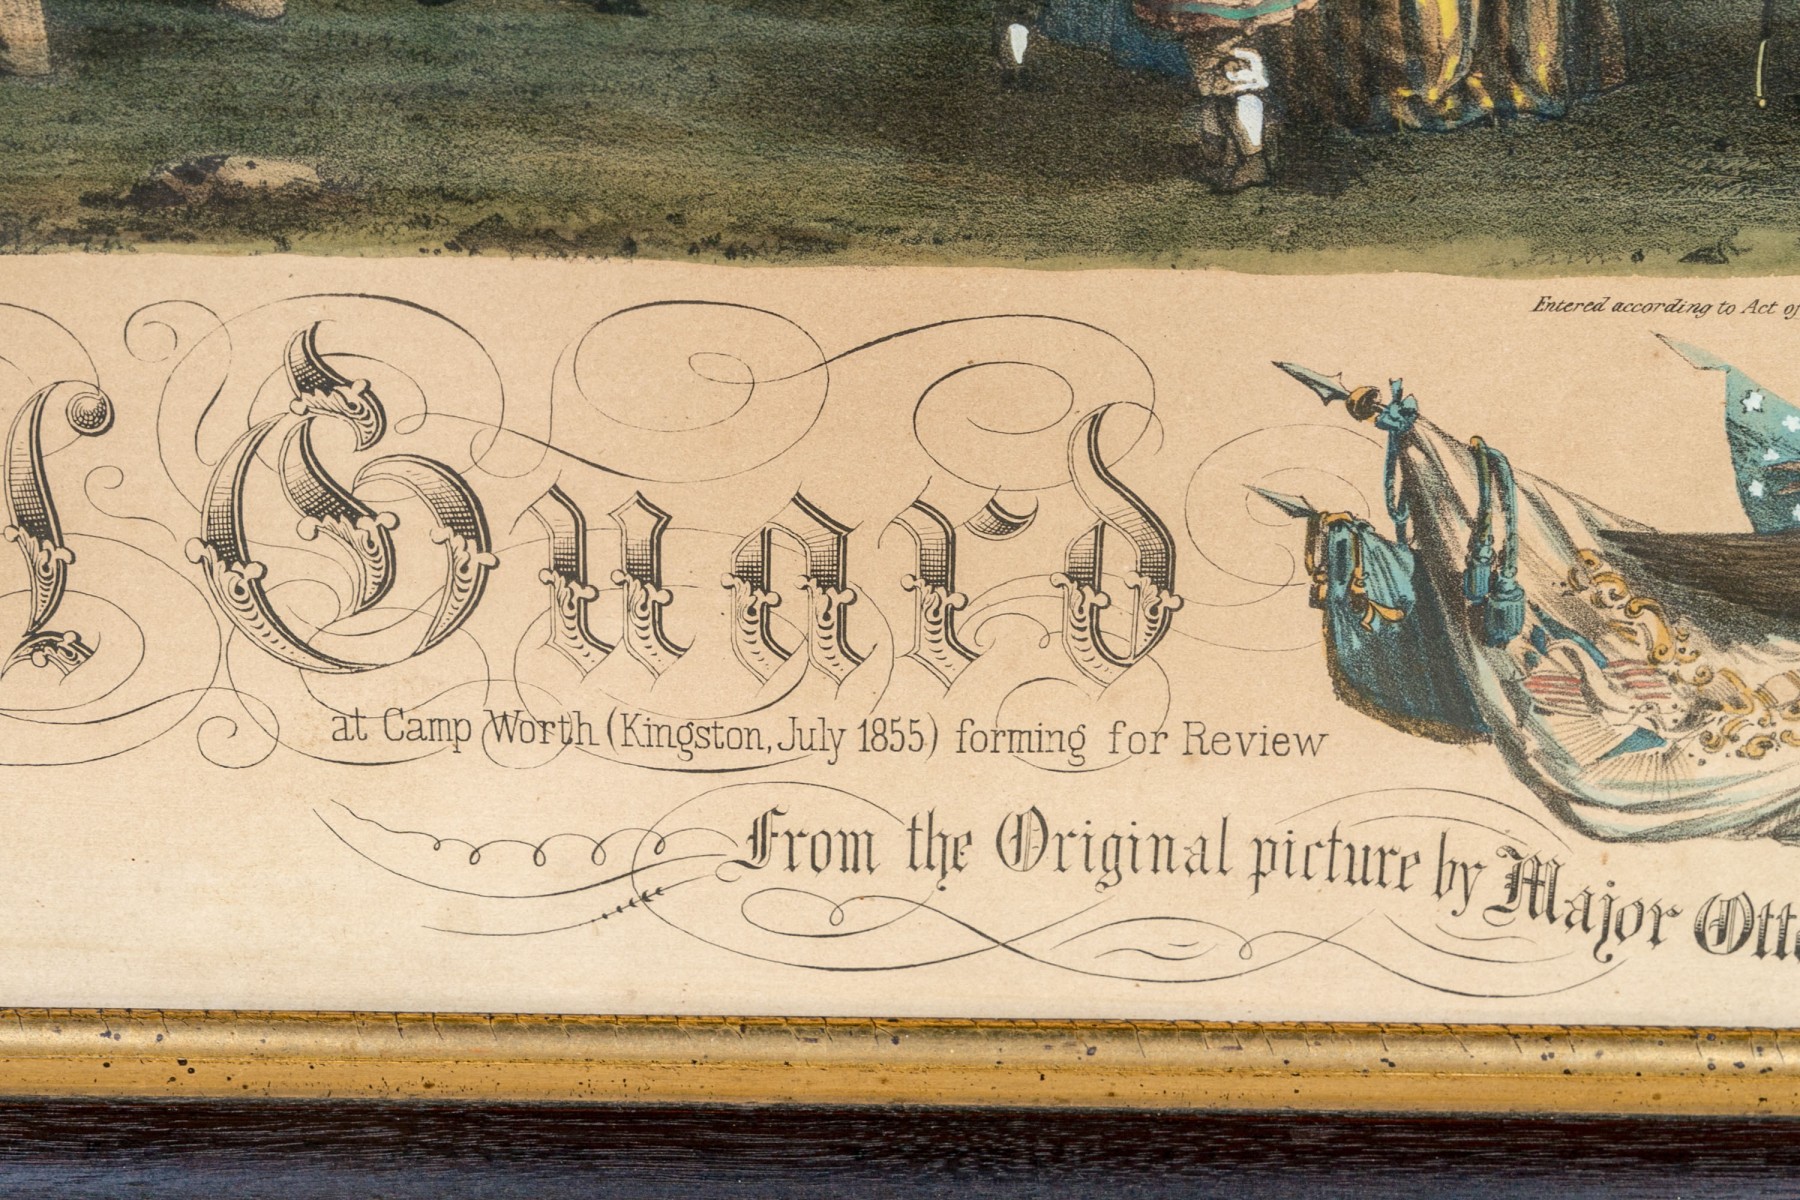 Entered according to Act of
l Guard
at Camp Worth (Kingston, July 1855) forming for Review
From the Original picture by Major Otto